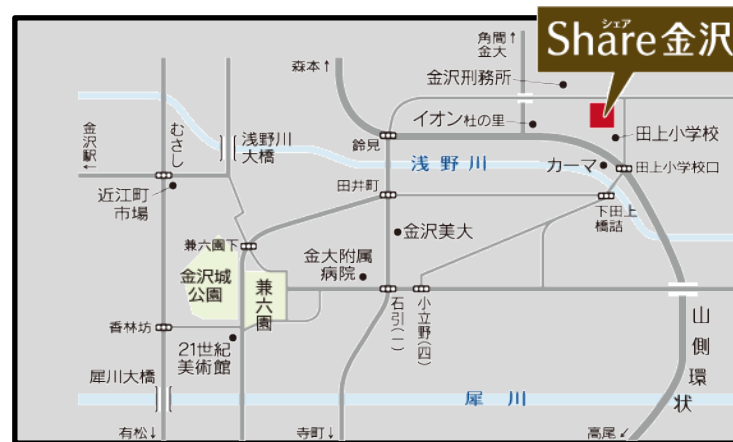 シェア
Share金沢
角間↑
金大
森本↑
金沢刑務所
イオン杜の里
田上小学校
金沢駅←
むさし
浅野川
大橋
鈴見
浅野川
カーマ
田上小学校口
近江町
市場
田井町
下田上
橋詰
金沢美大
兼六園下
金大附属
病院
金沢城
公園
兼六園
石引(一)
小立野(四)
山側環状
香林坊
21世紀
美術館
犀川大橋
犀川
有松↓
寺町↓
高尾↙